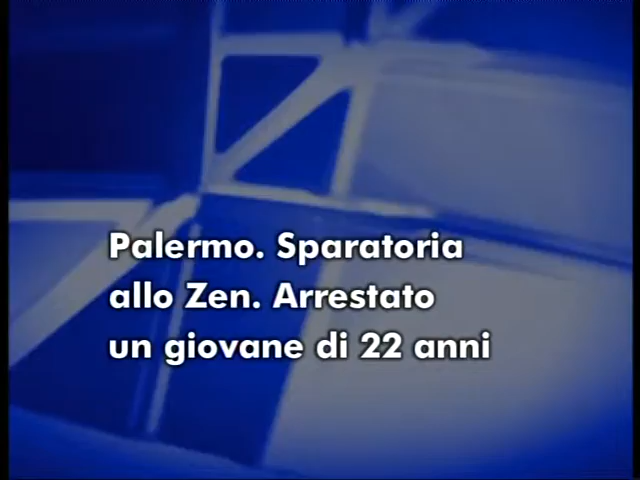 Palermo. Sparatoria
allo Zen. Arrestato
un giovane di 22 anni